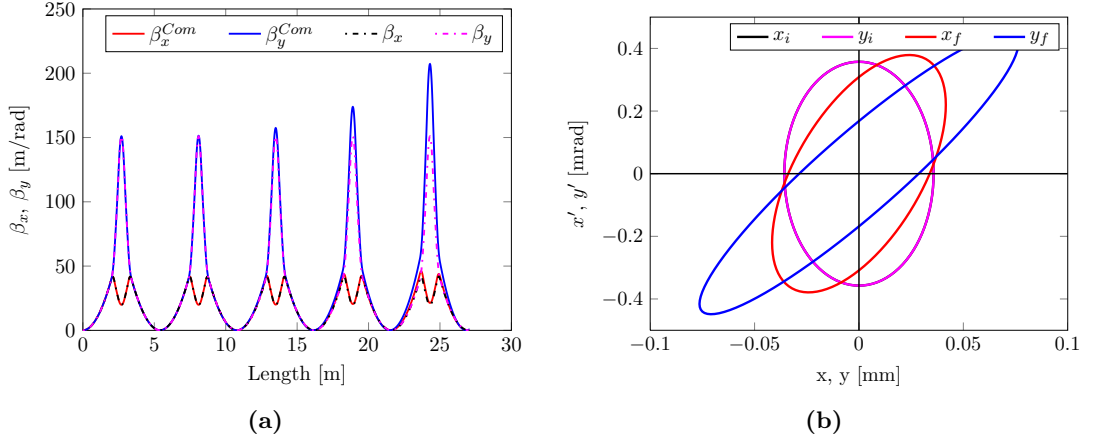 β_x^{Com} β_y^{Com} β_x β_y
250
200
150
100
50
0
0 5 10 15 20 25 30
β_x, β_y [m/rad]
Length [m]
(a)
x_i y_i x_f y_f
0.4
0.2
0
−0.2
−0.4
−0.1 −0.05 0 0.05 0.1
x′, y′ [mrad]
x, y [mm]
(b)